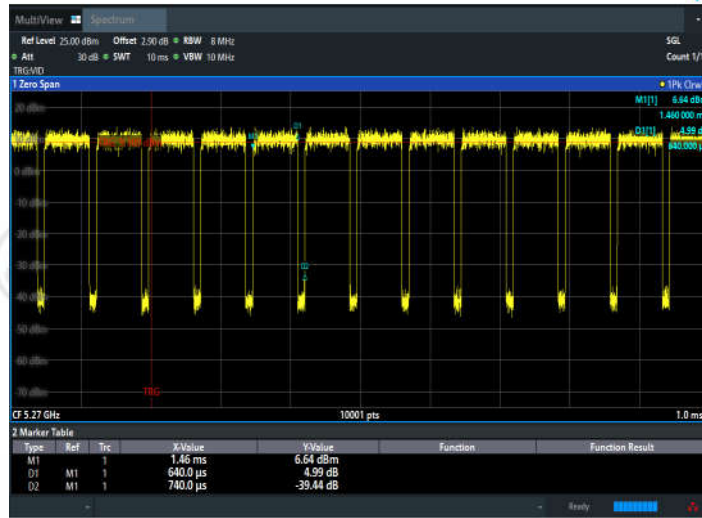 MultiView Spectrum
Ref Level 25.00 dBm Offset 2.90 dB RBW 8 MHz SGL
Att 30 dB SWT 10 ms VBW 10 MHz Count 1/1
TRG:VID
1 Zero Span 1Pk Clrw
M1[1] 6.64 dBm
20 dBm 1.460 000 m
D1 D1[1] 4.99 d
M1 640.000 µ
0 dBm
-10 dBm
-20 dBm
-30 dBm
D2
-40 dBm
-50 dBm
-60 dBm
-70 dBm
TRG
CF 5.27 GHz 10001 pts 1.0 ms
2 Marker Table
Type Ref Trc X-Value Y-Value Function Function Result
M1 1 1.46 ms 6.64 dBm
D1 M1 1 640.0 µs 4.99 dB
D2 M1 1 740.0 µs -39.44 dB
Ready